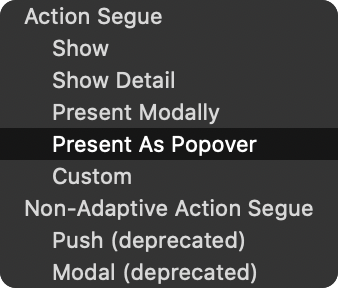 Action Segue
Show
Show Detail
Present Modally
Present As Popover
Custom
Non-Adaptive Action Segue
Push (deprecated)
Modal (deprecated)